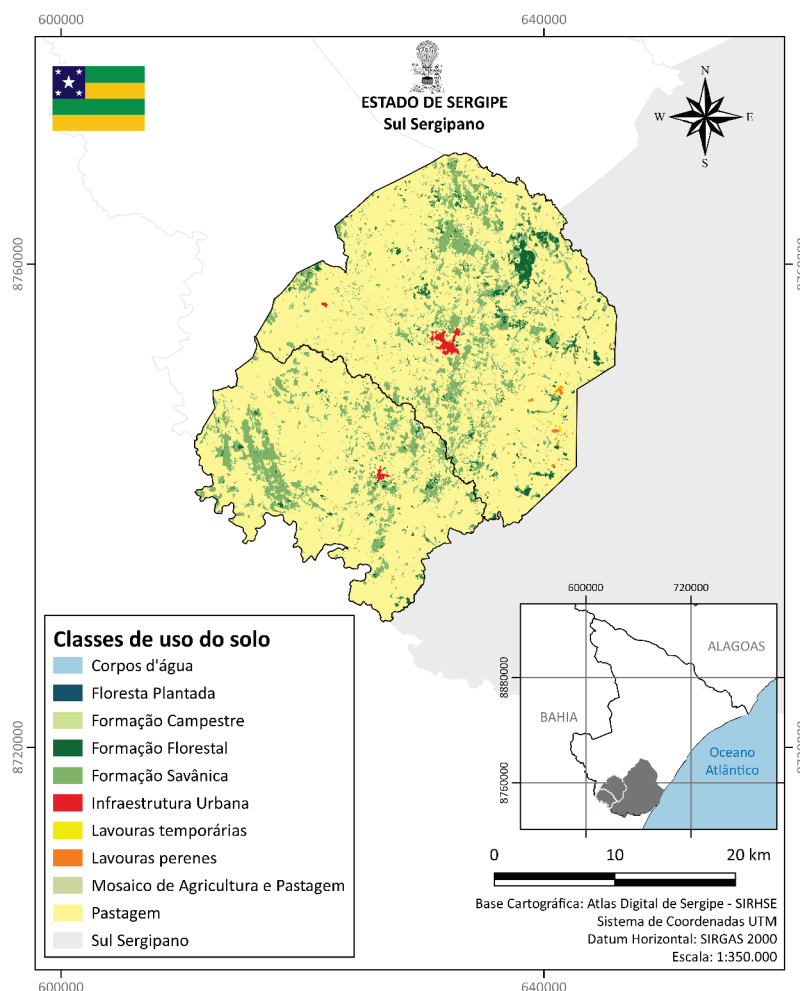 600000
640000
ESTADO DE SERGIPE
Sul Sergipano
N
W
E
S
8760000
8760000
8720000
8720000
Classes de uso do solo
Corpos d'água
Floresta Plantada
Formação Campestre
Formação Florestal
Formação Savânica
Infraestrutura Urbana
Lavouras temporárias
Lavouras perenes
Mosaico de Agricultura e Pastagem
Pastagem
Sul Sergipano
600000
720000
8880000
8760000
ALAGOAS
BAHIA
Oceano
Atlântico
0
10
20 km
Base Cartográfica: Atlas Digital de Sergipe - SIRHSE
Sistema de Coordenadas UTM
Datum Horizontal: SIRGAS 2000
Escala: 1:350.000
600000
640000